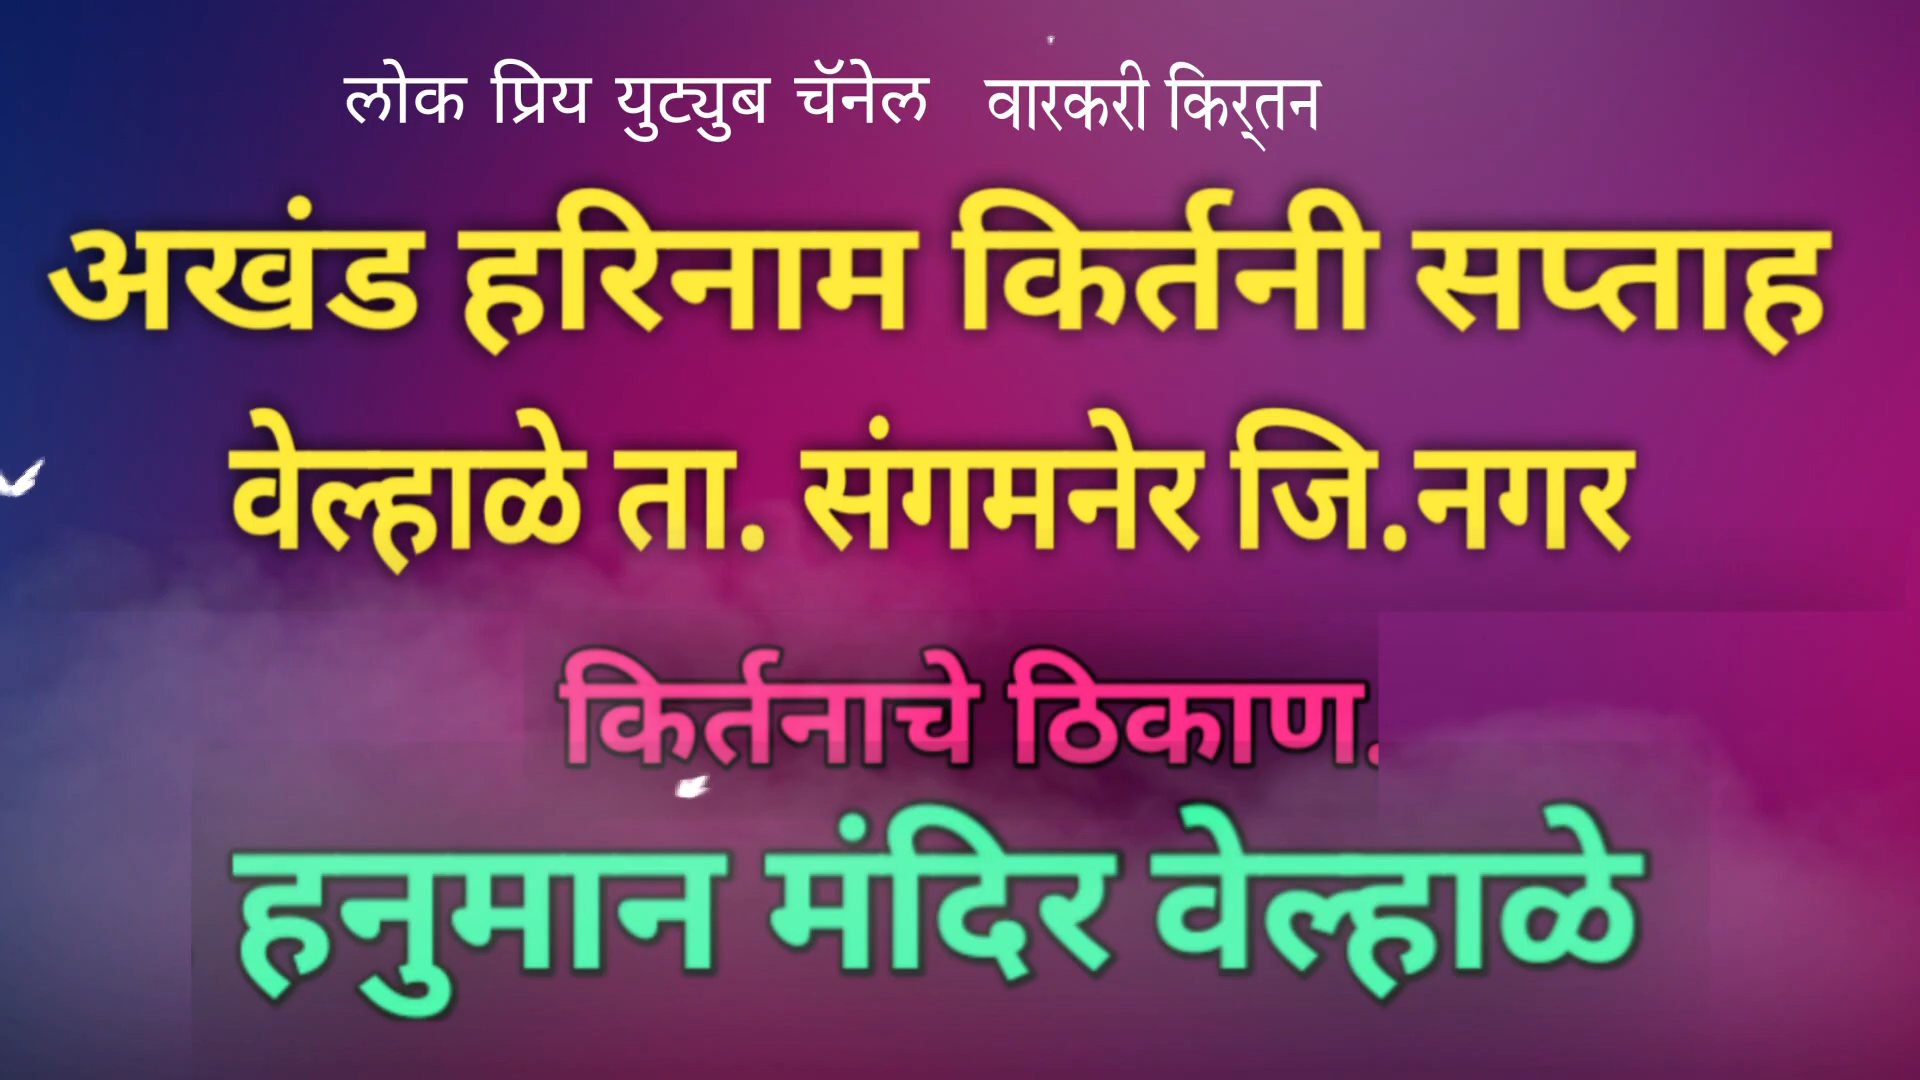 लोक प्रिय युट्युब चॅनेल वारकरी किर्‌तन
अखंड हरिनाम किर्तनी सप्ताह
वेल्हाळे ता. संगमनेर जि.नगर
किर्तनाचे ठिकाण.
हनुमान मंदिर वेल्हाळे